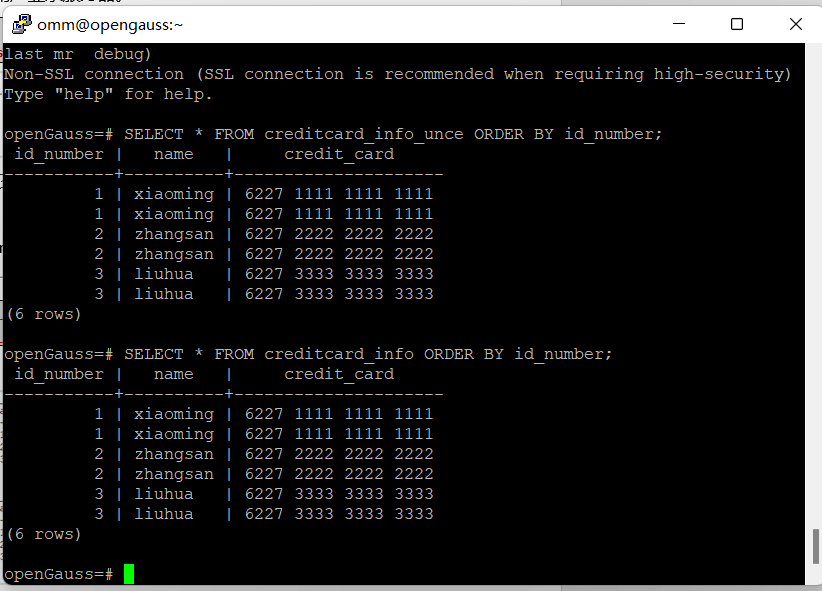 omm@opengauss:~
last mr  debug)
Non-SSL connection (SSL connection is recommended when requiring high-security)
Type "help" for help.

openGauss=# SELECT * FROM creditcard_info_unce ORDER BY id_number;
 id_number |   name   |     credit_card
-----------+----------+---------------------
         1 | xiaoming | 6227 1111 1111 1111
         1 | xiaoming | 6227 1111 1111 1111
         2 | zhangsan | 6227 2222 2222 2222
         2 | zhangsan | 6227 2222 2222 2222
         3 | liuhua   | 6227 3333 3333 3333
         3 | liuhua   | 6227 3333 3333 3333
(6 rows)

openGauss=# SELECT * FROM creditcard_info ORDER BY id_number;
 id_number |   name   |     credit_card
-----------+----------+---------------------
         1 | xiaoming | 6227 1111 1111 1111
         1 | xiaoming | 6227 1111 1111 1111
         2 | zhangsan | 6227 2222 2222 2222
         2 | zhangsan | 6227 2222 2222 2222
         3 | liuhua   | 6227 3333 3333 3333
         3 | liuhua   | 6227 3333 3333 3333
(6 rows)

openGauss=#